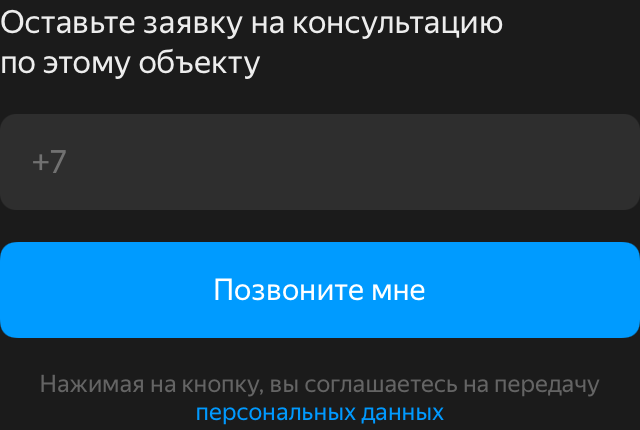 Оставьте заявку на консультацию
по этому объекту
+7
Позвоните мне
Нажимая на кнопку, вы соглашаетесь на передачу
персональных данных